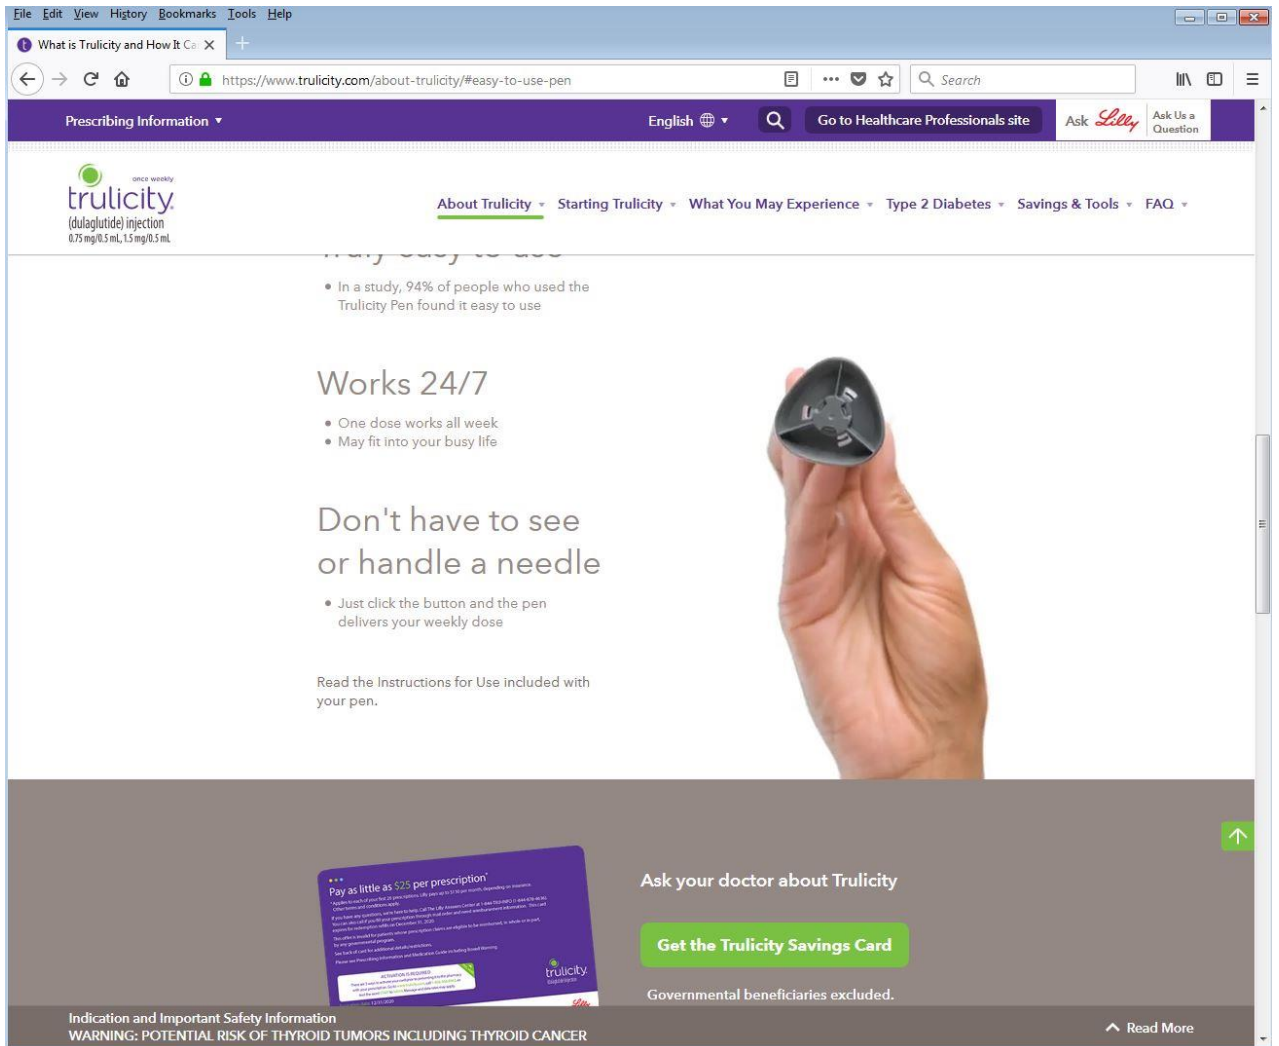 File Edit View History Bookmarks Tools Help
What is Trulicity and How It Ca
https://www.trulicity.com/about-trulicity/#easy-to-use-pen
Search
Prescribing Information
English
Go to Healthcare Professionals site
Ask Lilly
Ask Us a
Question
once weekly
trulicity
(dulaglutide) injection
0.75 mg/0.5 mL, 1.5 mg/0.5 mL
About Trulicity Starting Trulicity What You May Experience Type 2 Diabetes Savings & Tools FAQ
Truly easy to use
• In a study, 94% of people who used the
Trulicity Pen found it easy to use
Works 24/7
• One dose works all week
• May fit into your busy life
Don't have to see
or handle a needle
• Just click the button and the pen
delivers your weekly dose
Read the Instructions for Use included with
your pen.
Pay as little as $25 per prescription*
ACTIVATION IS REQUIRED
trulicity
Lilly
Ask your doctor about Trulicity
Get the Trulicity Savings Card
Governmental beneficiaries excluded.
Indication and Important Safety Information
WARNING: POTENTIAL RISK OF THYROID TUMORS INCLUDING THYROID CANCER
Read More